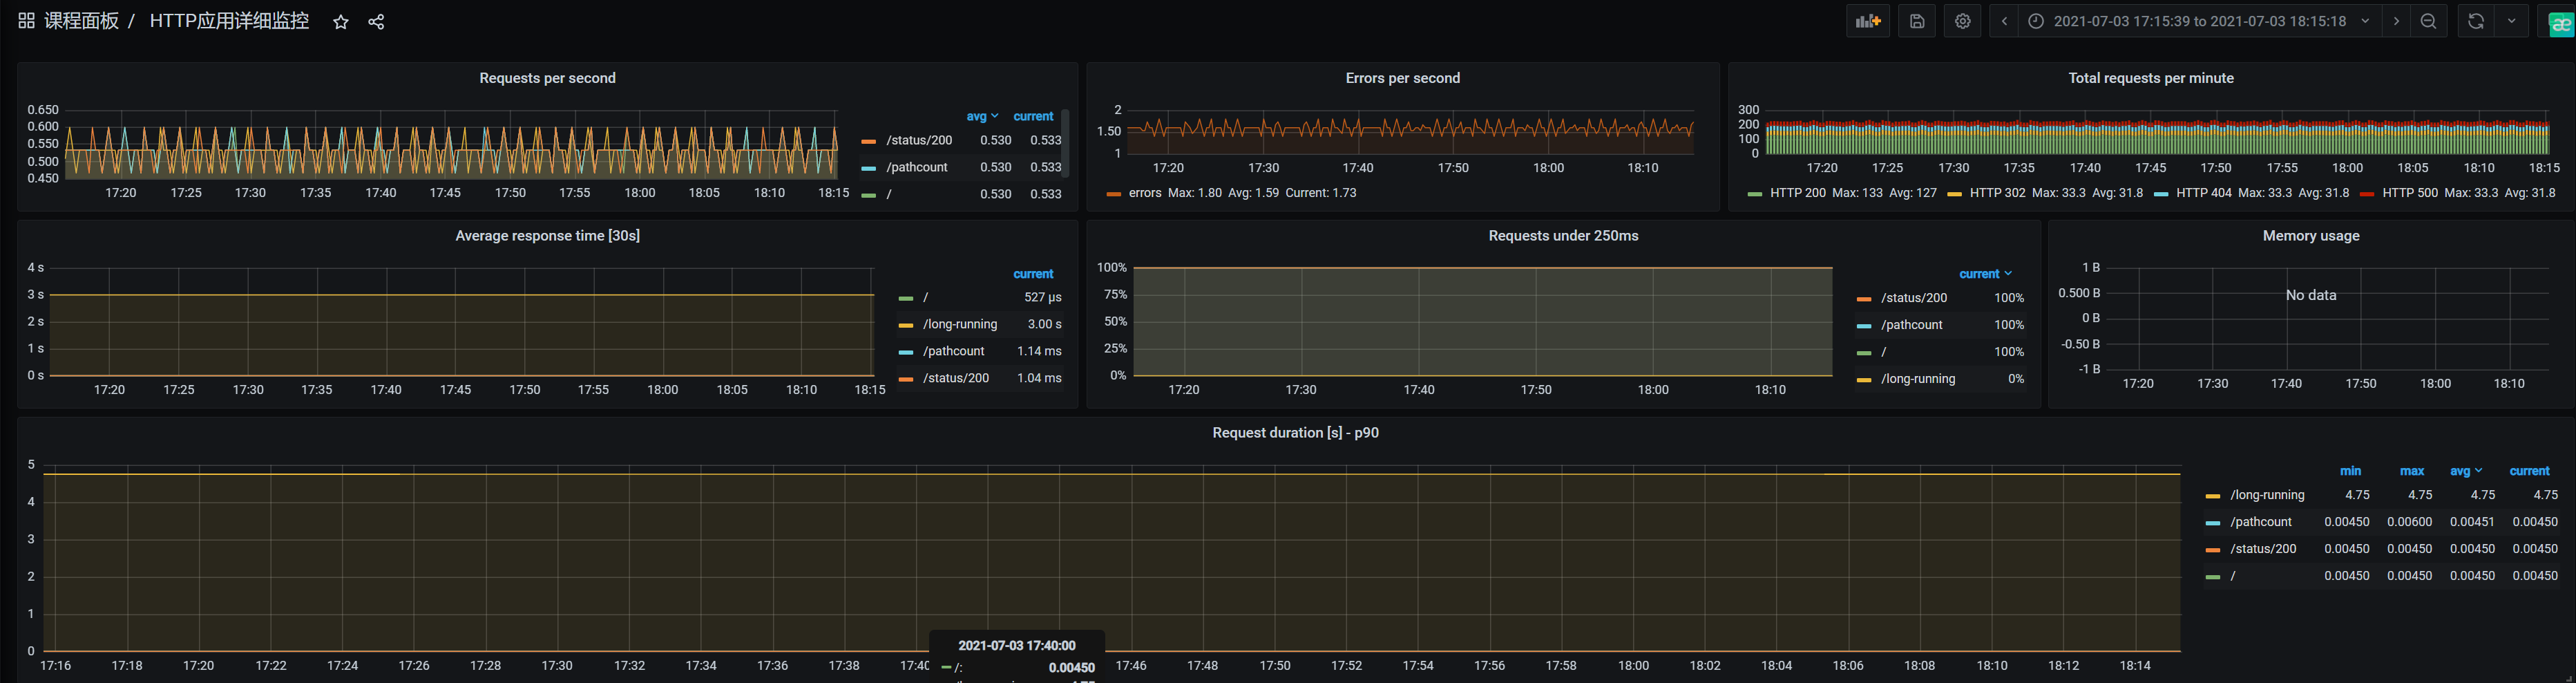 课程面板 / HTTP应用详细监控
2021-07-03 17:15:39 to 2021-07-03 18:15:18
Requests per second
0.650
0.600
0.550
0.500
0.450
17:20 17:25 17:30 17:35 17:40 17:45 17:50 17:55 18:00 18:05 18:10 18:15
avg current
/status/200 0.530 0.533
/pathcount 0.530 0.533
/ 0.530 0.533
Errors per second
2
1.50
1
17:20 17:30 17:40 17:50 18:00 18:10
errors Max: 1.80 Avg: 1.59 Current: 1.73
Total requests per minute
300
200
100
0
17:20 17:25 17:30 17:35 17:40 17:45 17:50 17:55 18:00 18:05 18:10 18:15
HTTP 200 Max: 133 Avg: 127 HTTP 302 Max: 33.3 Avg: 31.8 HTTP 404 Max: 33.3 Avg: 31.8 HTTP 500 Max: 33.3 Avg: 31.8
Average response time [30s]
4 s
3 s
2 s
1 s
0 s
17:20 17:25 17:30 17:35 17:40 17:45 17:50 17:55 18:00 18:05 18:10 18:15
current
/ 527 µs
/long-running 3.00 s
/pathcount 1.14 ms
/status/200 1.04 ms
Requests under 250ms
100%
75%
50%
25%
0%
17:20 17:30 17:40 17:50 18:00 18:10
current
/status/200 100%
/pathcount 100%
/ 100%
/long-running 0%
Memory usage
1 B
0.500 B
0 B
-0.50 B
-1 B
No data
17:20 17:30 17:40 17:50 18:00 18:10
Request duration [s] - p90
5
4
3
2
1
0
17:16 17:18 17:20 17:22 17:24 17:26 17:28 17:30 17:32 17:34 17:36 17:38 17:40 17:46 17:48 17:50 17:52 17:54 17:56 17:58 18:00 18:02 18:04 18:06 18:08 18:10 18:12 18:14
min max avg current
/long-running 4.75 4.75 4.75 4.75
/pathcount 0.00450 0.00600 0.00451 0.00450
/status/200 0.00450 0.00450 0.00450 0.00450
/ 0.00450 0.00450 0.00450 0.00450
2021-07-03 17:40:00
/: 0.00450